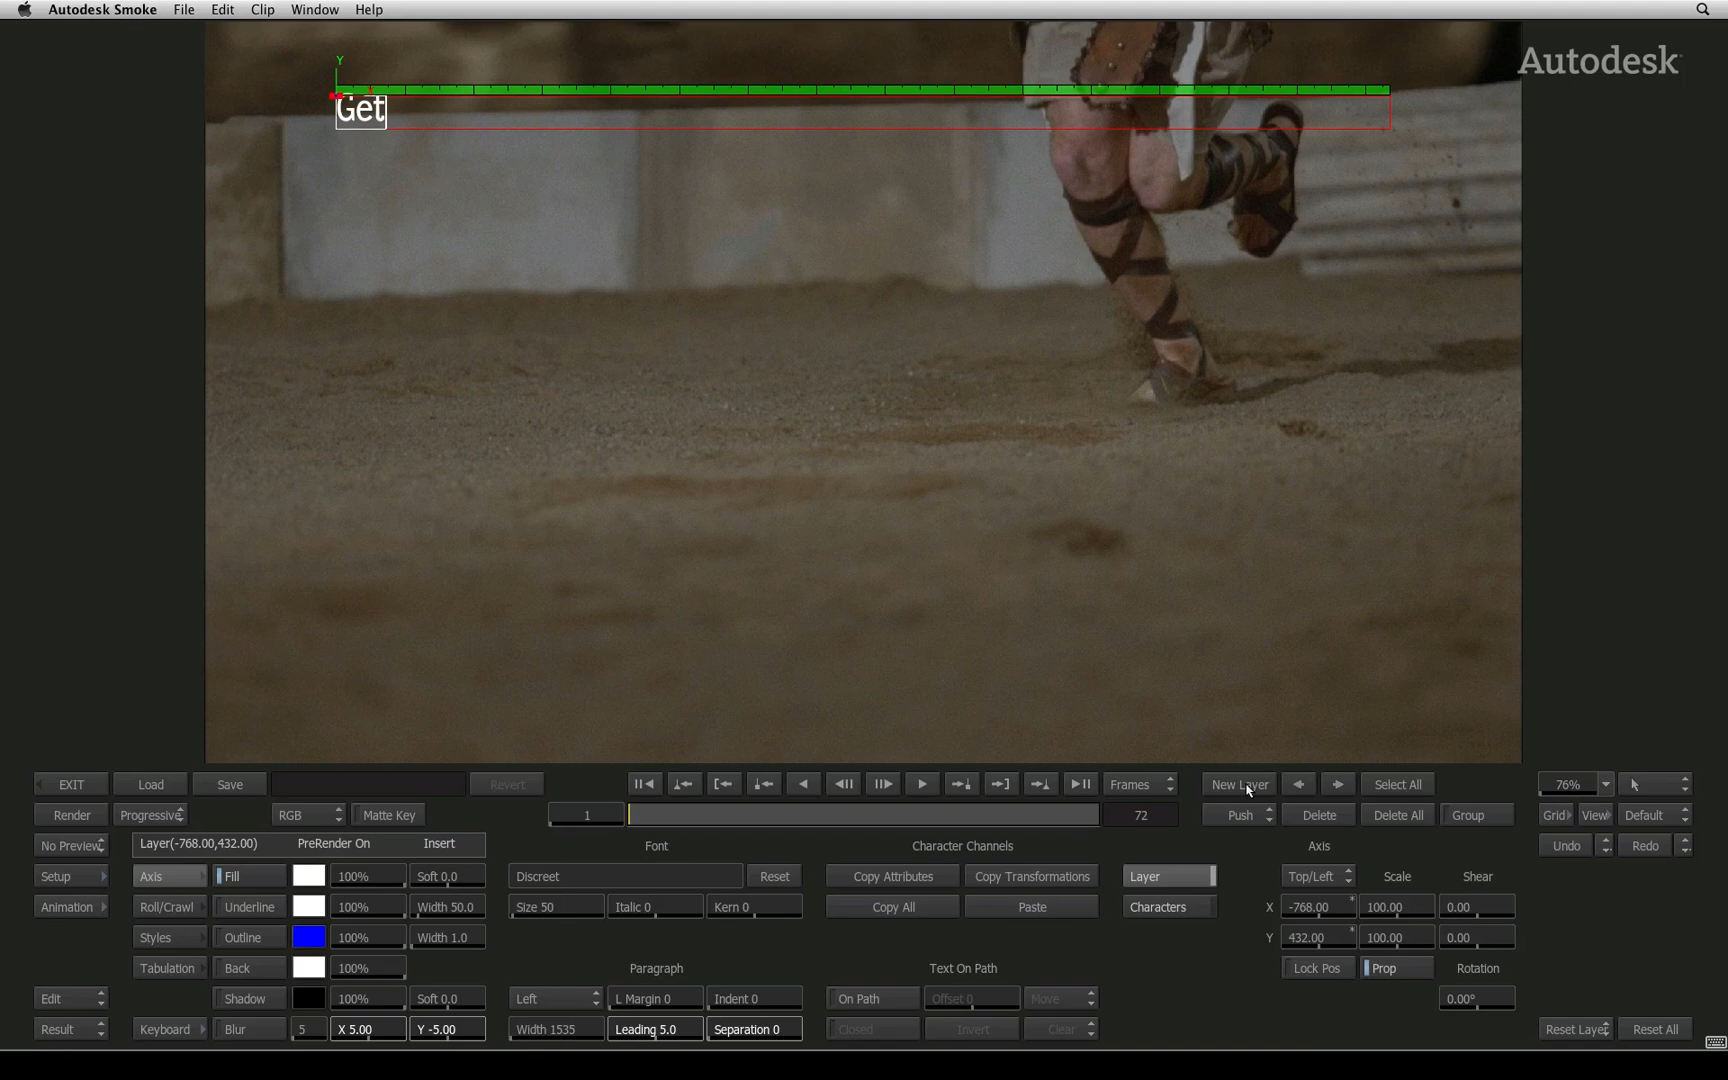 Autodesk Smoke File Edit Clip Window Help
Autodesk
Y
Get
EXIT Load Save Revert Frames New Layer Select All 76%
Render Progressive RGB Matte Key 1 72 Push Delete Delete All Group Grid View Default
No Preview Layer(-768.00,432.00) PreRender On Insert Font Character Channels Axis Undo Redo
Setup Axis Fill 100% Soft 0.0 Discreet Reset Copy Attributes Copy Transformations Layer Top/Left Scale Shear
Animation Roll/Crawl Underline 100% Width 50.0 Size 50 Italic 0 Kern 0 Copy All Paste Characters X -768.00 100.00 0.00
Styles Outline 100% Width 1.0 Y 432.00 100.00 0.00
Tabulation Back 100% Paragraph Text On Path Lock Pos Prop Rotation
Edit Shadow 100% Soft 0.0 Left L Margin 0 Indent 0 On Path Offset 0 Move 0.00°
Result Keyboard Blur 5 X 5.00 Y -5.00 Width 1535 Leading 5.0 Separation 0 Closed Invert Clear Reset Layer Reset All